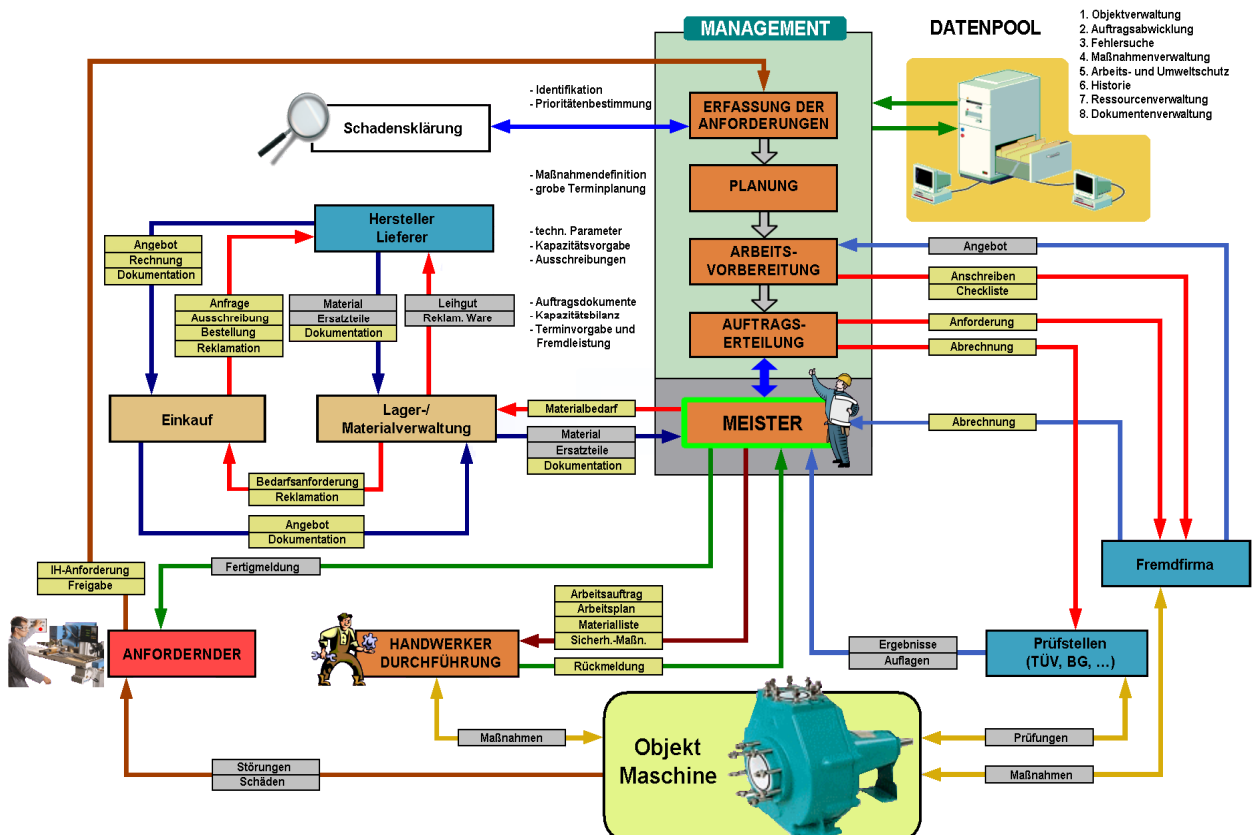 MANAGEMENT
DATENPOOL
1. Objektverwaltung
2. Auftragsabwicklung
3. Fehlersuche
4. Maßnahmenverwaltung
5. Arbeits- und Umweltschutz
6. Historie
7. Ressourcenverwaltung
8. Dokumentenverwaltung
- Identifikation
- Prioritätenbestimmung
ERFASSUNG DER
ANFORDERUNGEN
Schadensklärung
- Maßnahmendefinition
- grobe Terminplanung
PLANUNG
Hersteller
Lieferer
- techn. Parameter
- Kapazitätsvorgabe
- Ausschreibungen
ARBEITS-
VORBEREITUNG
Angebot
Angebot
Rechnung
Dokumentation
Anschreiben
Checkliste
Anfrage
Ausschreibung
Bestellung
Reklamation
Material
Ersatzteile
Dokumentation
Leihgut
Reklam. Ware
- Auftragsdokumente
- Kapazitätsbilanz
- Terminvorgabe und
Fremdleistung
AUFTRAGS-
ERTEILUNG
Anforderung
Abrechnung
Einkauf
Lager-/
Materialverwaltung
Materialbedarf
MEISTER
Abrechnung
Material
Ersatzteile
Dokumentation
Bedarfsanforderung
Reklamation
Angebot
Dokumentation
IH-Anforderung
Freigabe
Fertigmeldung
Fremdfirma
Arbeitsauftrag
Arbeitsplan
Materialliste
Sicherh.-Maßn.
ANFORDERNDER
HANDWERKER
DURCHFÜHRUNG
Rückmeldung
Ergebnisse
Auflagen
Prüfstellen
(TÜV, BG, ...)
Maßnahmen
Objekt
Maschine
Prüfungen
Störungen
Schäden
Maßnahmen